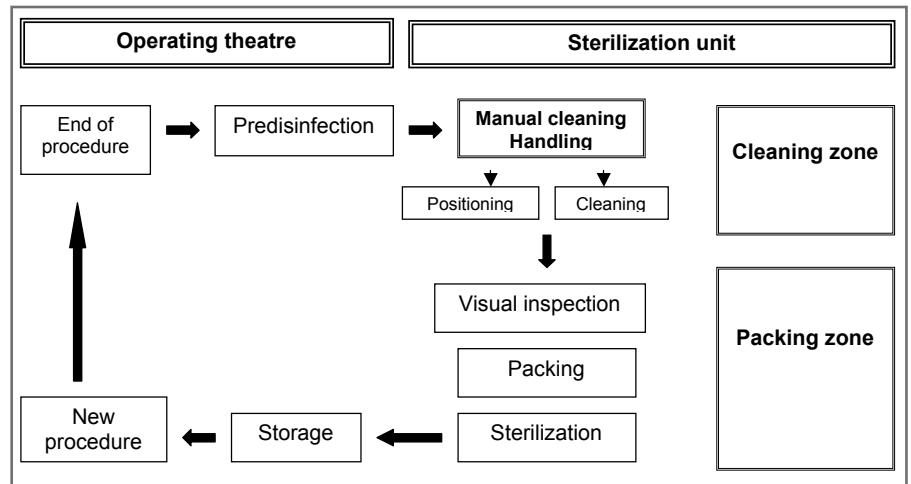 Operating theatre
Sterilization unit
End of
procedure
Predisinfection
Manual cleaning
Handling
Cleaning zone
Positioning
Cleaning
Visual inspection
Packing zone
Packing
New
procedure
Storage
Sterilization